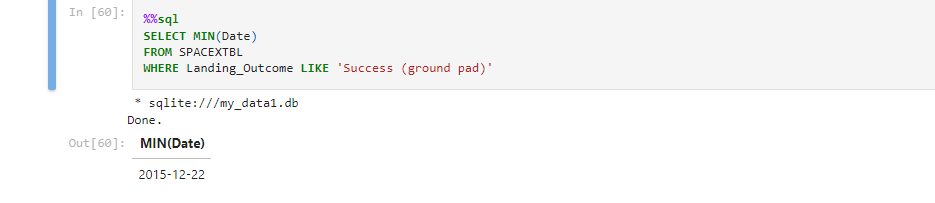 In [60]: %%sql
SELECT MIN(Date)
FROM SPACEXTBL
WHERE Landing_Outcome LIKE 'Success (ground pad)'
* sqlite:///my_data1.db
Done.
Out[60]: MIN(Date)
2015-12-22